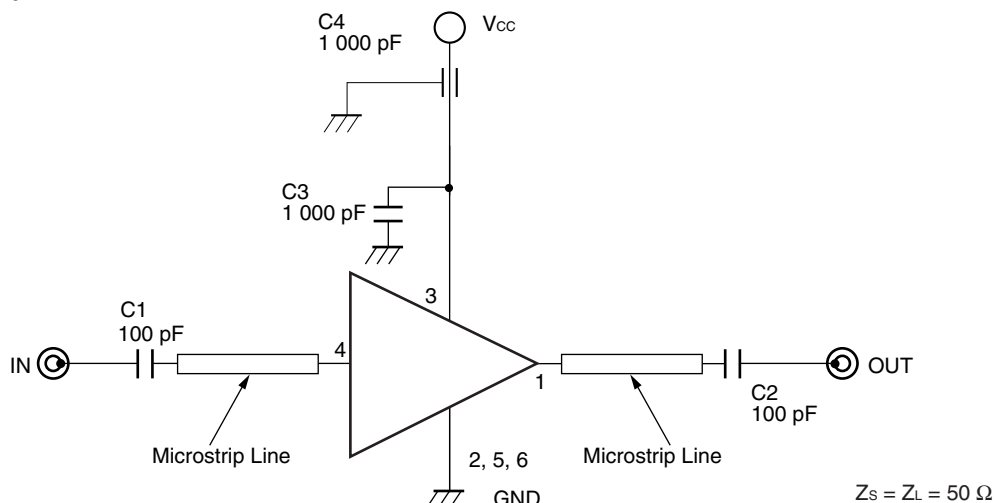 C4
1 000 pF
VCC
C3
1 000 pF
3
C1
100 pF
IN
4
1
OUT
C2
100 pF
Microstrip Line
Microstrip Line
2, 5, 6
GND
ZS = ZL = 50 Ω